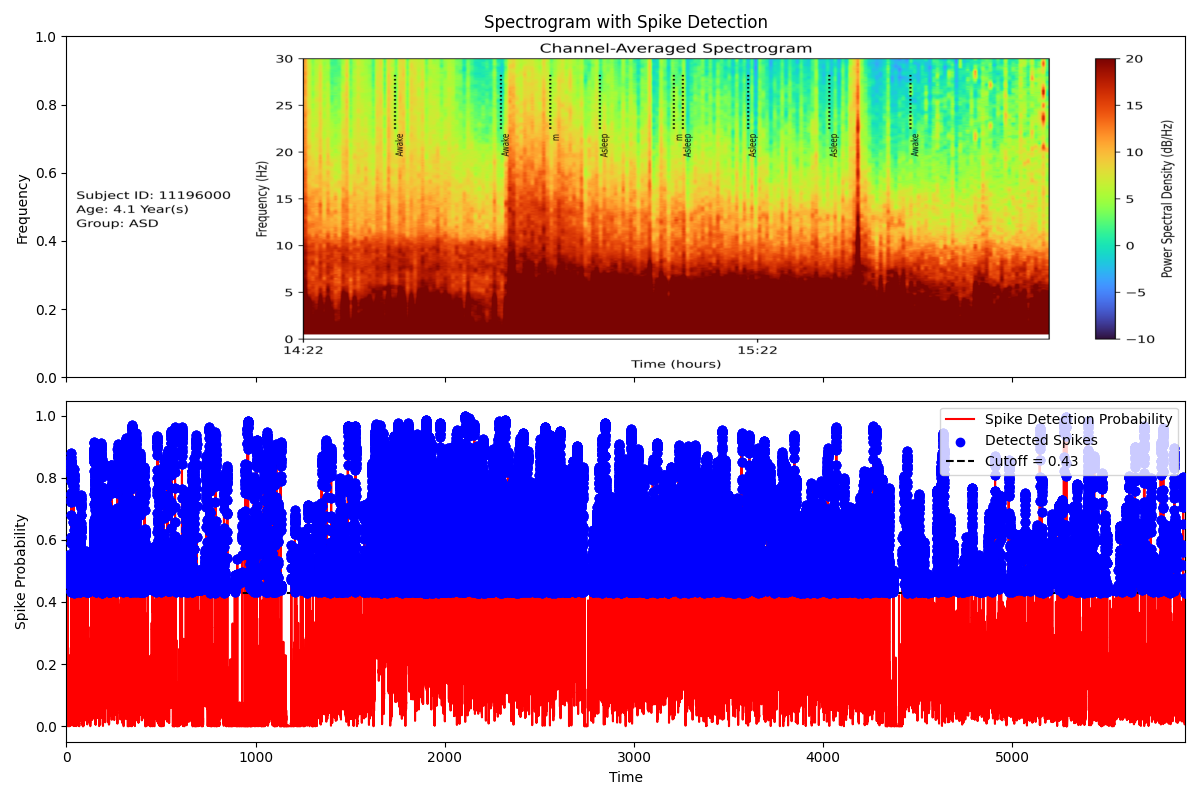 Spectrogram with Spike Detection
Channel-Averaged Spectrogram
1.0
0.8
0.6
0.4
0.2
0.0
Frequency
Subject ID: 11196000
Age: 4.1 Year(s)
Group: ASD
30
25
20
15
10
5
0
Frequency (Hz)
Awake
Awake
m
Asleep
m
Asleep
Asleep
Asleep
Awake
14:22
15:22
Time (hours)
20
15
10
5
0
−5
−10
Power Spectral Density (dB/Hz)
1.0
0.8
0.6
0.4
0.2
0.0
Spike Probability
Spike Detection Probability
Detected Spikes
Cutoff = 0.43
0
1000
2000
3000
4000
5000
Time